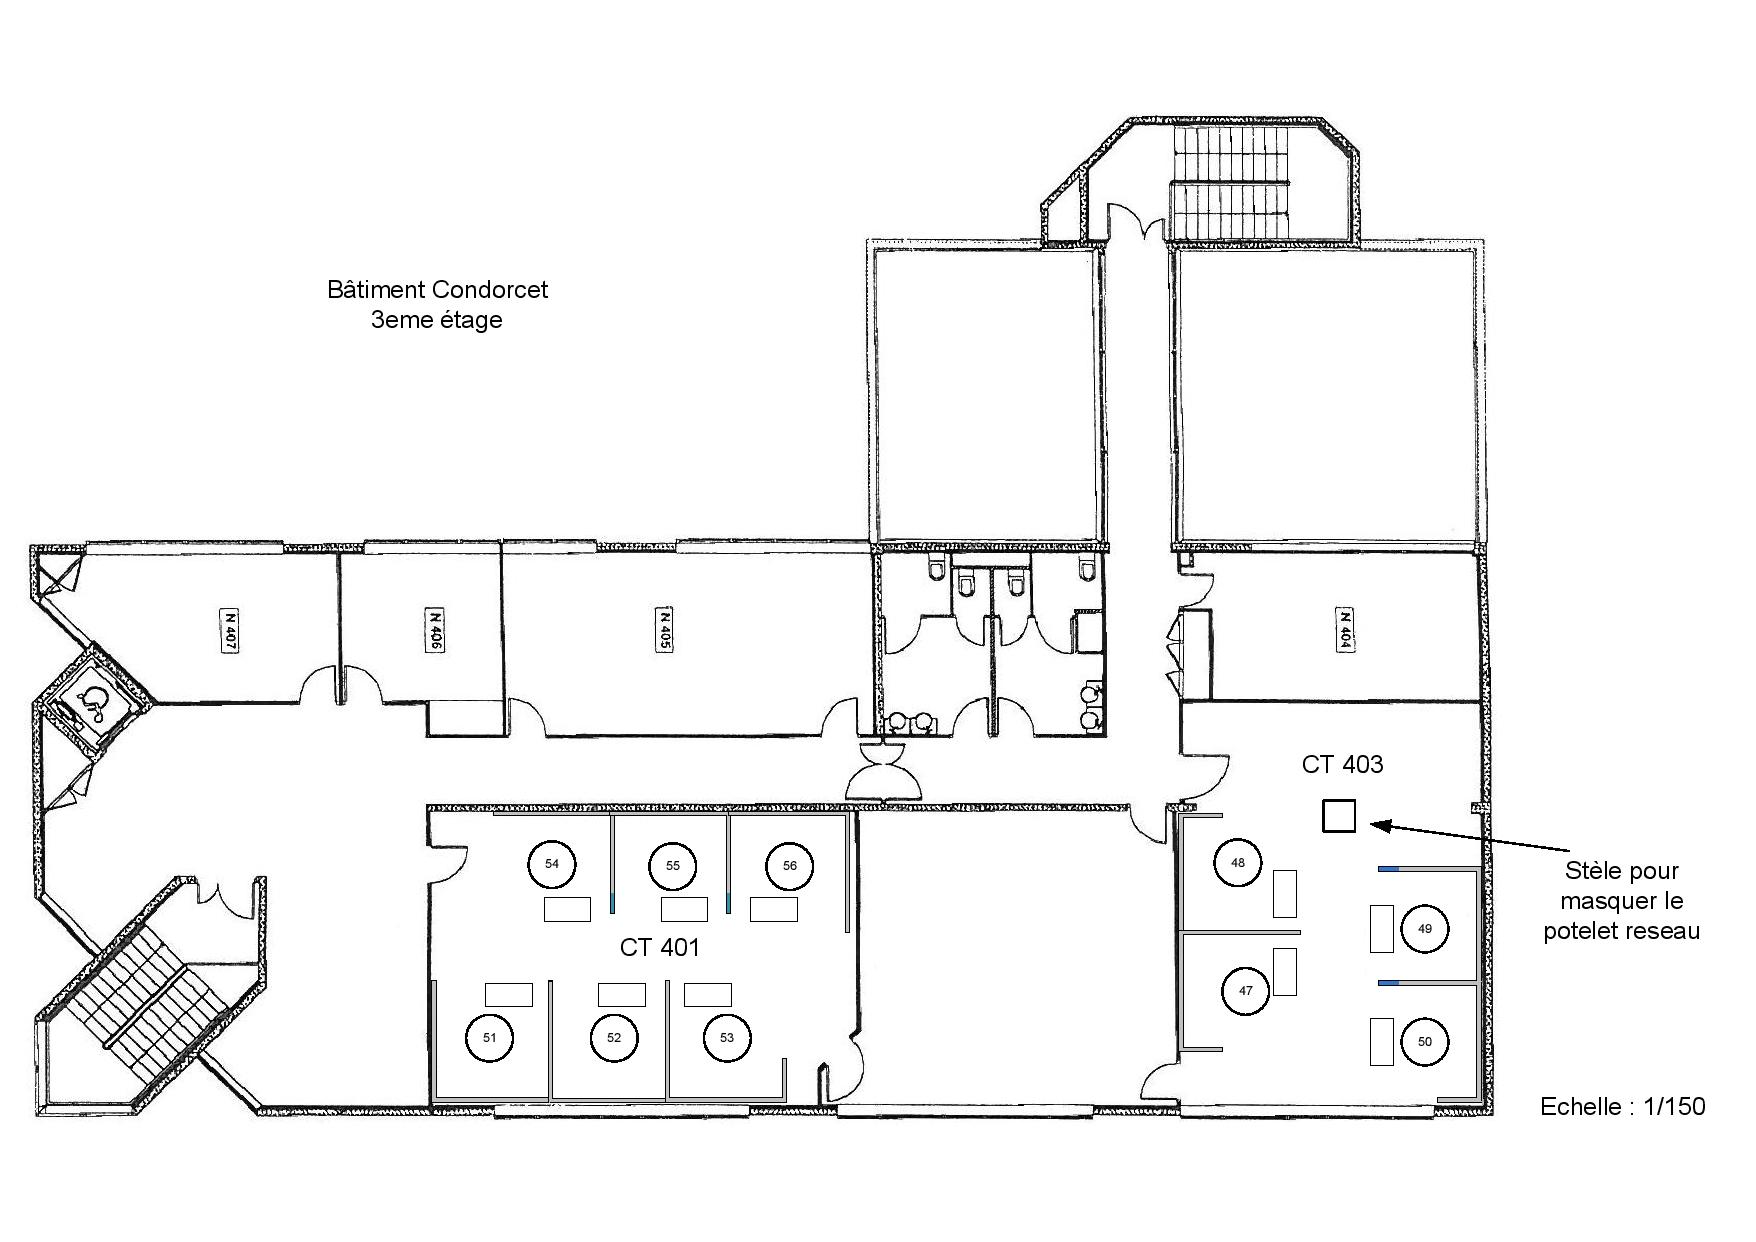 Bâtiment Condorcet
3eme étage
N 407
N 406
N 405
N 404
CT 403
Stèle pour
masquer le
potelet reseau
54
55
56
48
49
CT 401
47
51
52
53
50
Echelle : 1/150